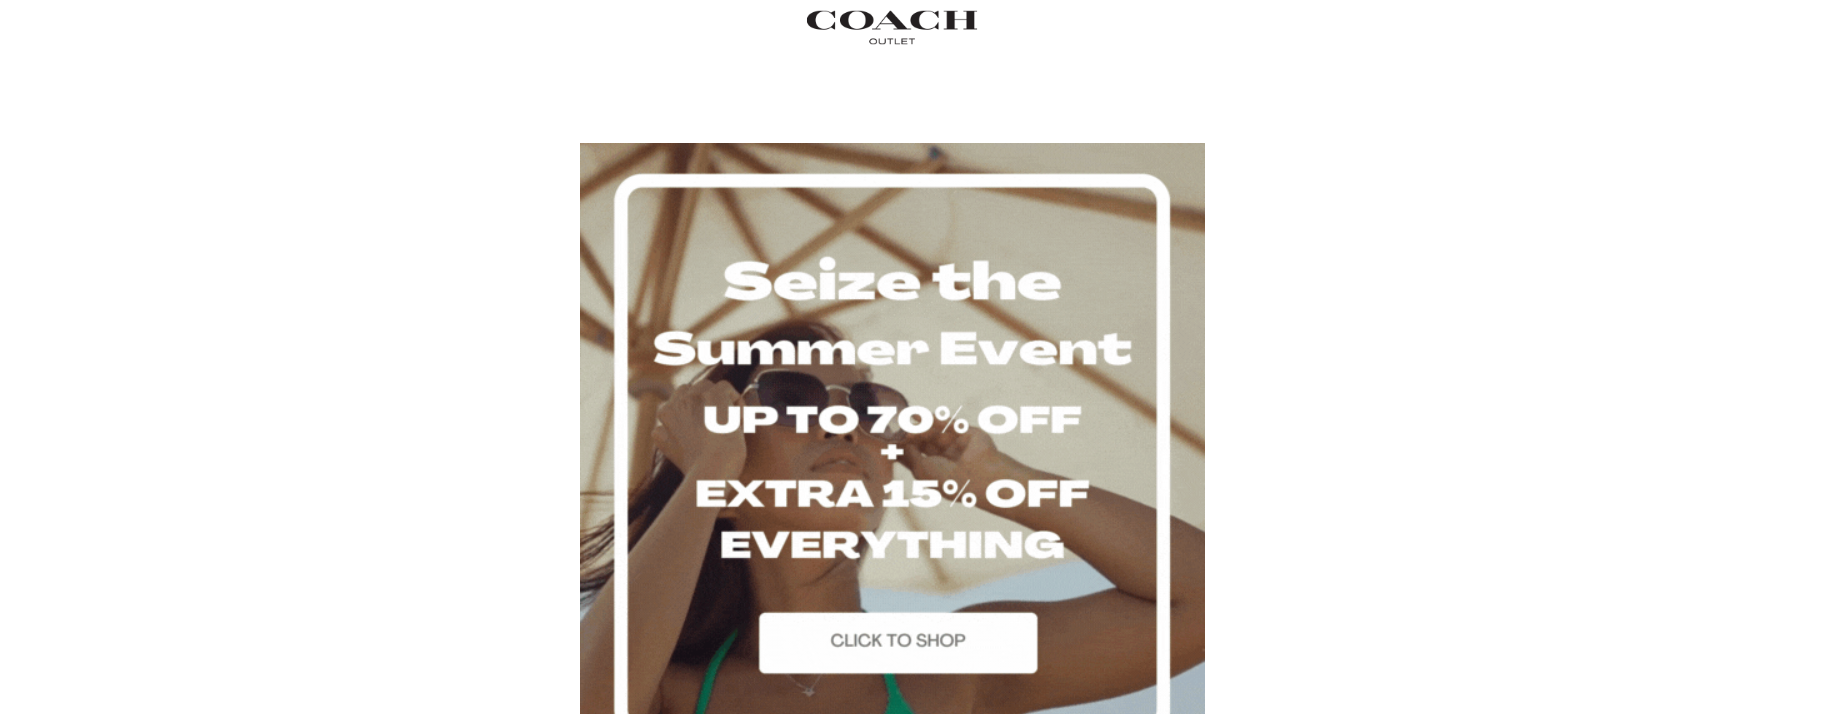 COACH
OUTLET
Seize the
Summer Event
UP TO 70% OFF
+
EXTRA 15% OFF
EVERYTHING
CLICK TO SHOP